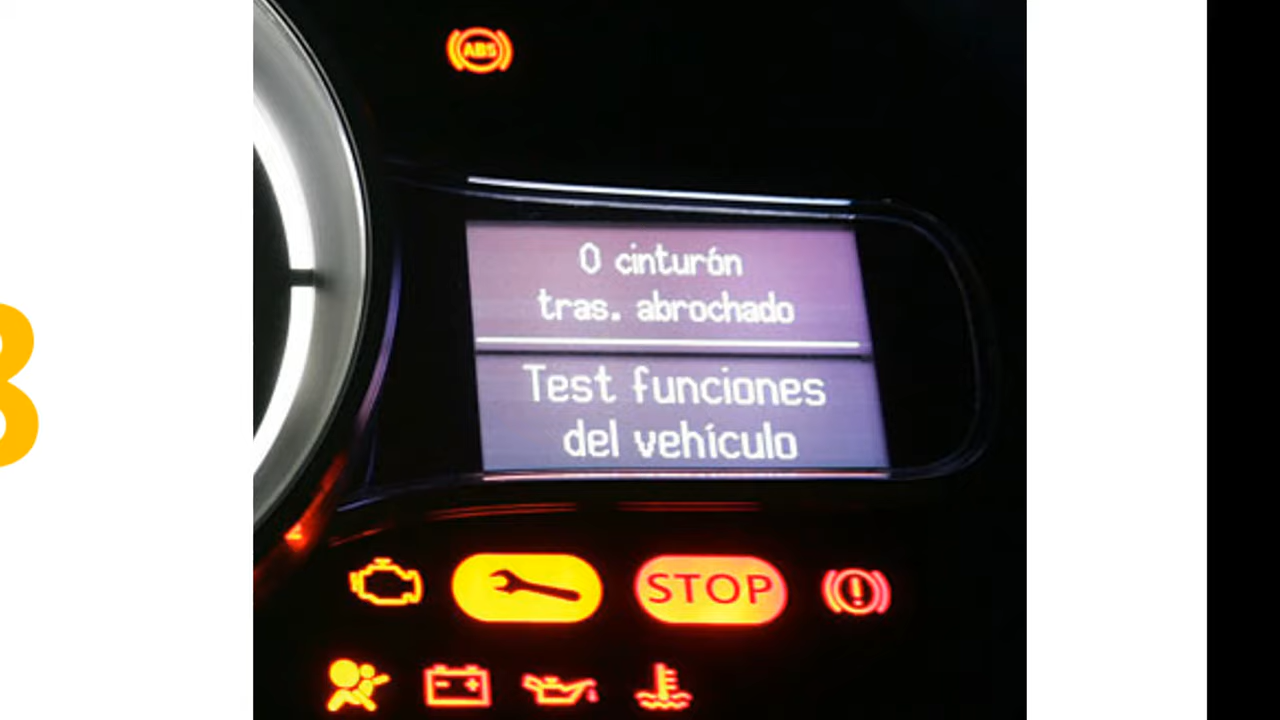 ABS
0 cinturón
tras. abrochado
Test funciones
del vehículo
STOP